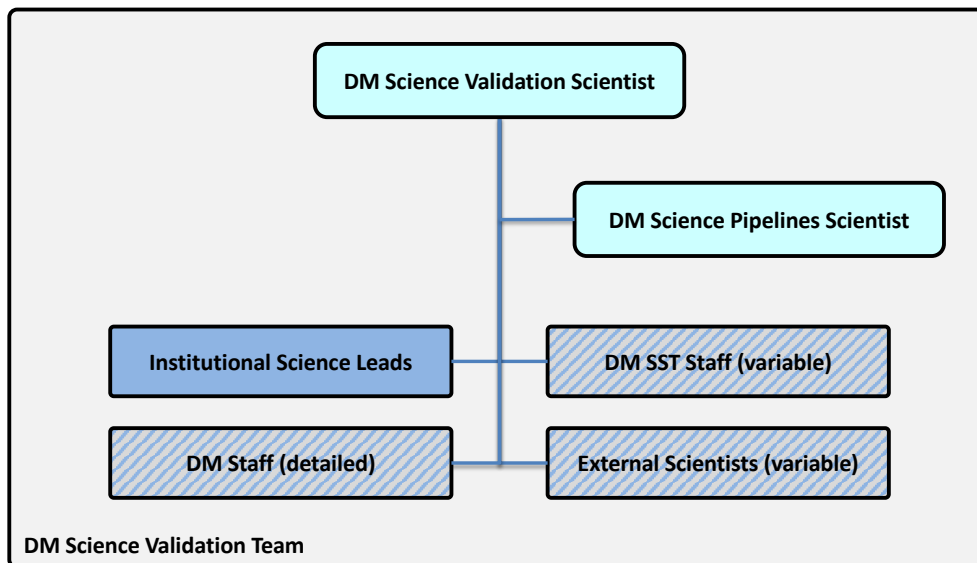 DM Science Validation Scientist
DM Science Pipelines Scientist
Institutional Science Leads
DM SST Staff (variable)
DM Staff (detailed)
External Scientists (variable)
DM Science Validation Team